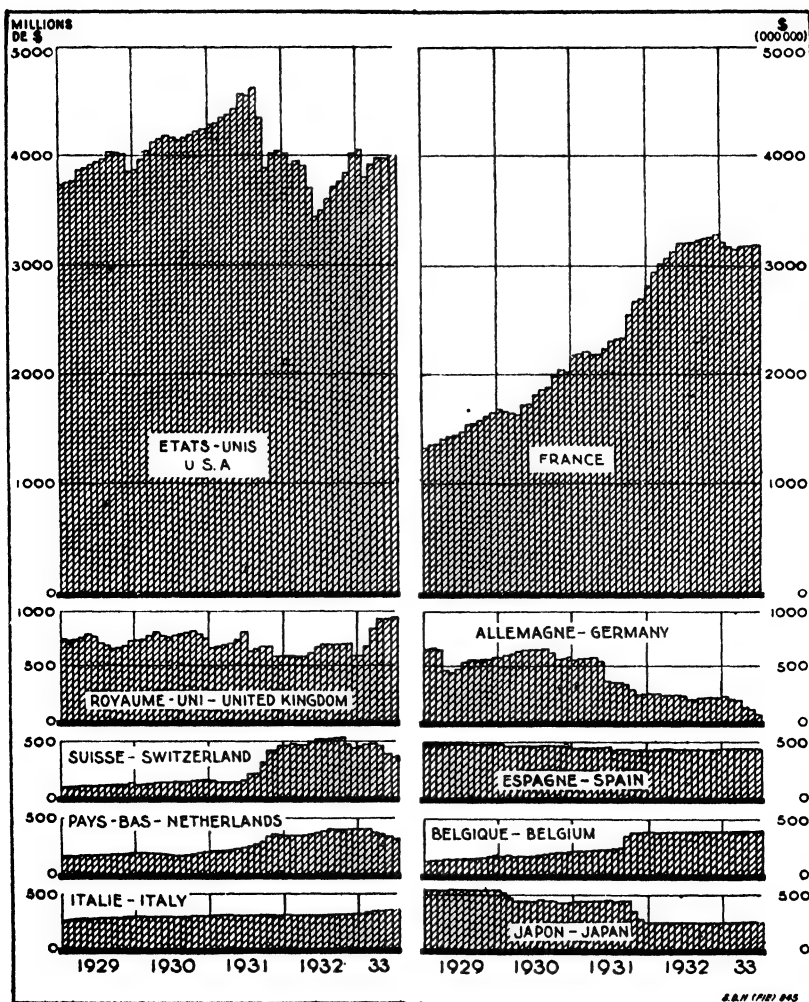 MILLIONS
DE $
$
(000 000)
5000
5000
4000
4000
3000
3000
2000
2000
ETATS-UNIS
U S.A
FRANCE
1000
1000
0
0
1000
1000
ALLEMAGNE-GERMANY
500
500
ROYAUME-UNI-UNITED KINGDOM
0
0
500
500
SUISSE-SWITZERLAND
ESPAGNE-SPAIN
0
0
500
500
PAYS-BAS-NETHERLANDS
BELGIQUE-BELGIUM
0
0
500
500
ITALIE-ITALY
JAPON-JAPAN
0
0
1929 1930 1931 1932 33
1929 1930 1931 1932 33